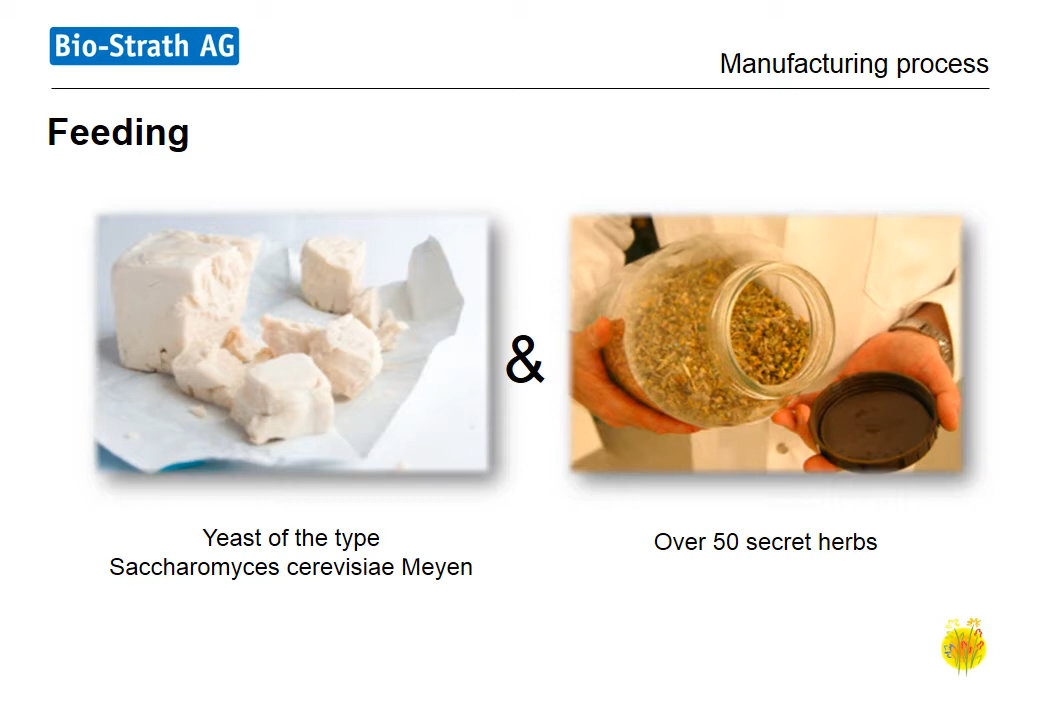 Bio-Strath AG
Manufacturing process
Feeding
&
Yeast of the type
Saccharomyces cerevisiae Meyen
Over 50 secret herbs